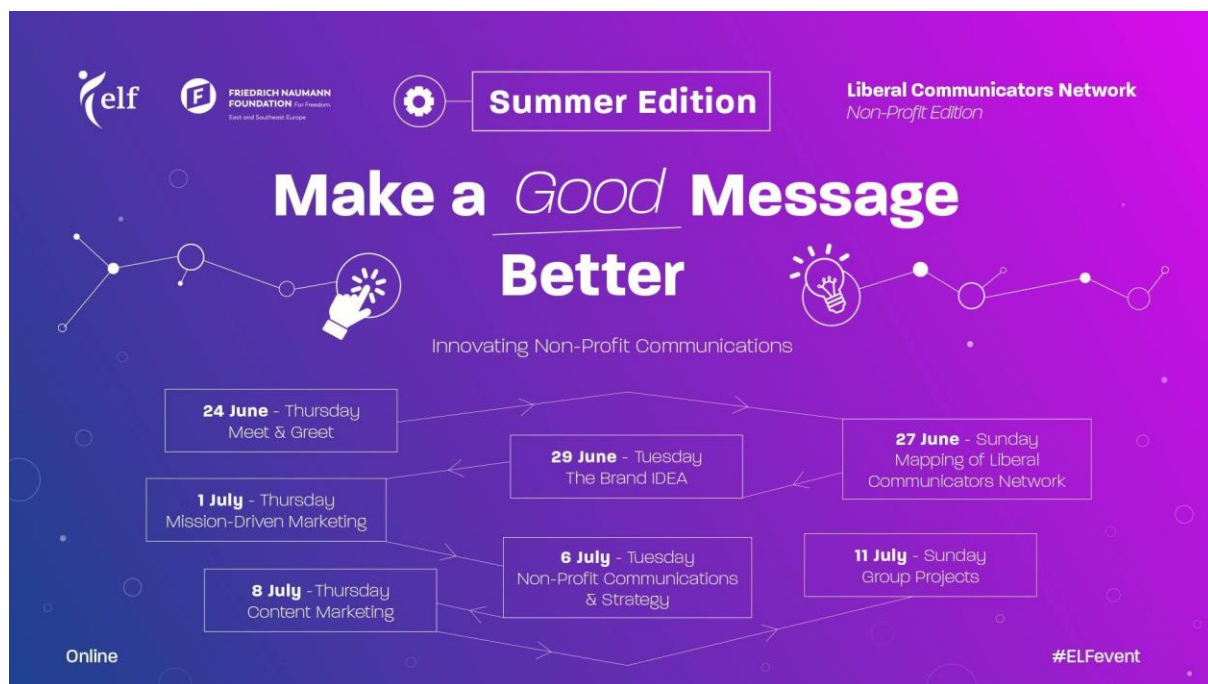 elf
F
FRIEDRICH NAUMANN
FOUNDATION For Freedom.
East and Southeast Europe
Summer Edition
Liberal Communicators Network
Non-Profit Edition
Make a Good Message
Better
Innovating Non-Profit Communications
24 June - Thursday
Meet & Greet
27 June - Sunday
Mapping of Liberal
Communicators Network
29 June - Tuesday
The Brand IDEA
1 July - Thursday
Mission-Driven Marketing
6 July - Tuesday
Non-Profit Communications
& Strategy
8 July - Thursday
Content Marketing
11 July - Sunday
Group Projects
Online
#ELFevent